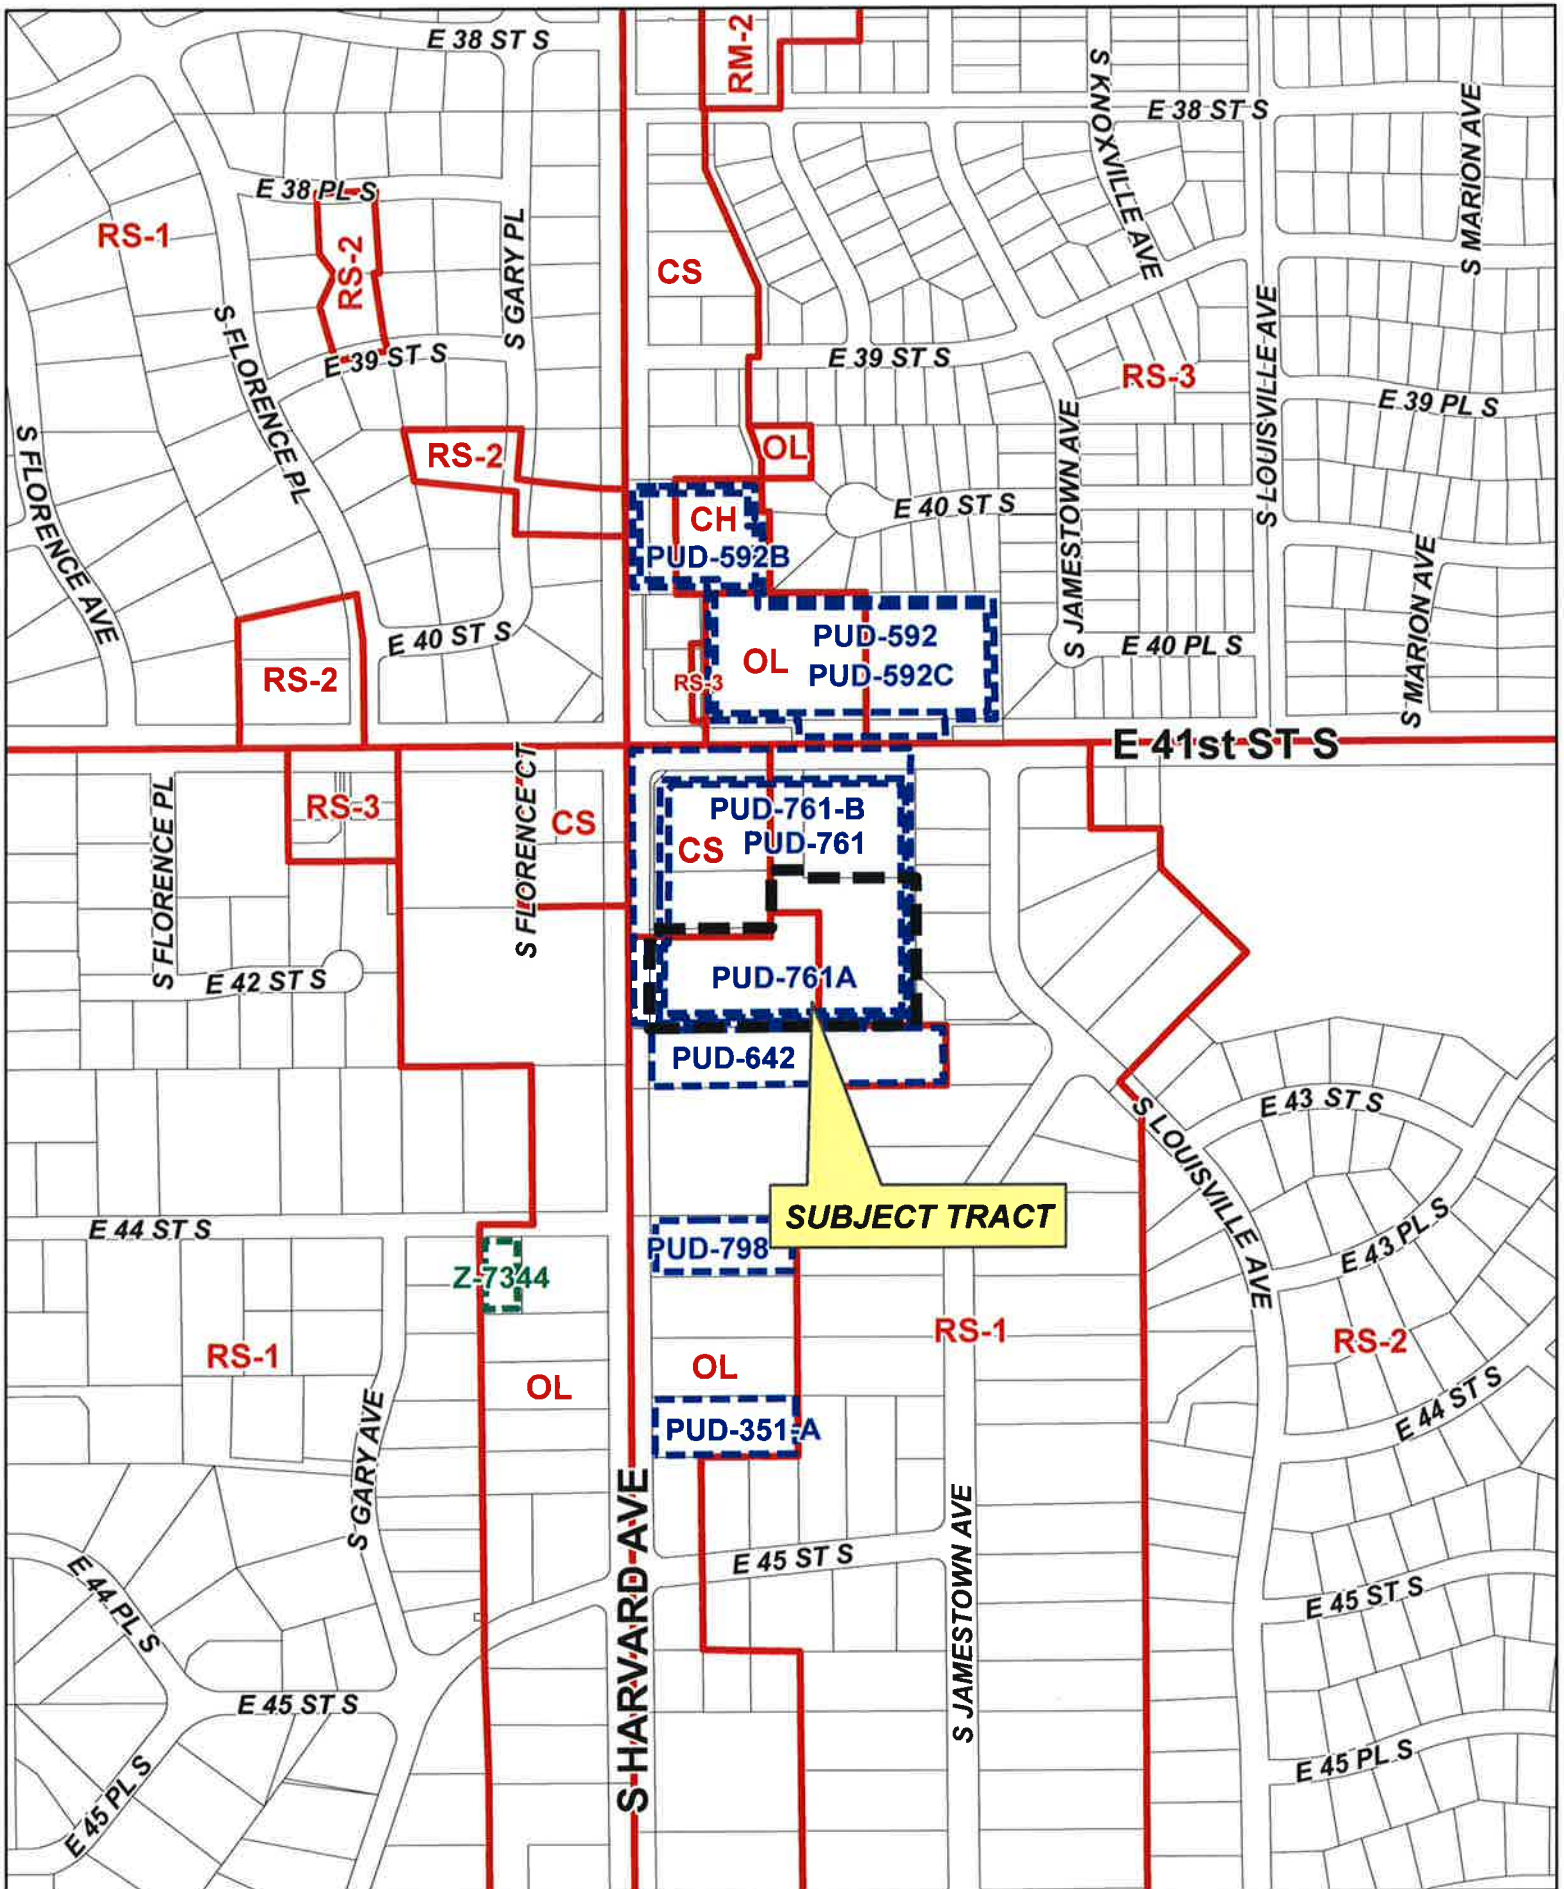 E 38 ST S
RM-2
S KNOXVILLE AVE
E 38 ST S
S MARION AVE
E 38 PL S
RS-1
RS-2
S GARY PL
CS
S FLORENCE PL
E 39 ST S
E 39 ST S
RS-3
S LOUISVILLE AVE
E 39 PL S
S FLORENCE AVE
RS-2
OL
S JAMESTOWN AVE
E 40 ST S
CH
PUD-592B
S MARION AVE
E 40 ST S
PUD-592
OL
PUD-592C
E 40 PL S
RS-2
RS-3
E 41st ST S
S FLORENCE PL
RS-3
S FLORENCE CT
CS
PUD-761-B
CS
PUD-761
E 42 ST S
PUD-761A
PUD-642
E 43 ST S
S LOUISVILLE AVE
SUBJECT TRACT
E 44 ST S
PUD-798
E 43 PL S
Z-7344
RS-1
RS-1
RS-2
OL
OL
E 44 ST S
S GARY AVE
PUD-351-A
S HARVARD AVE
S JAMESTOWN AVE
E 45 ST S
E 44 PL S
E 45 ST S
E 45 ST S
E 45 PL S
E 45 PL S